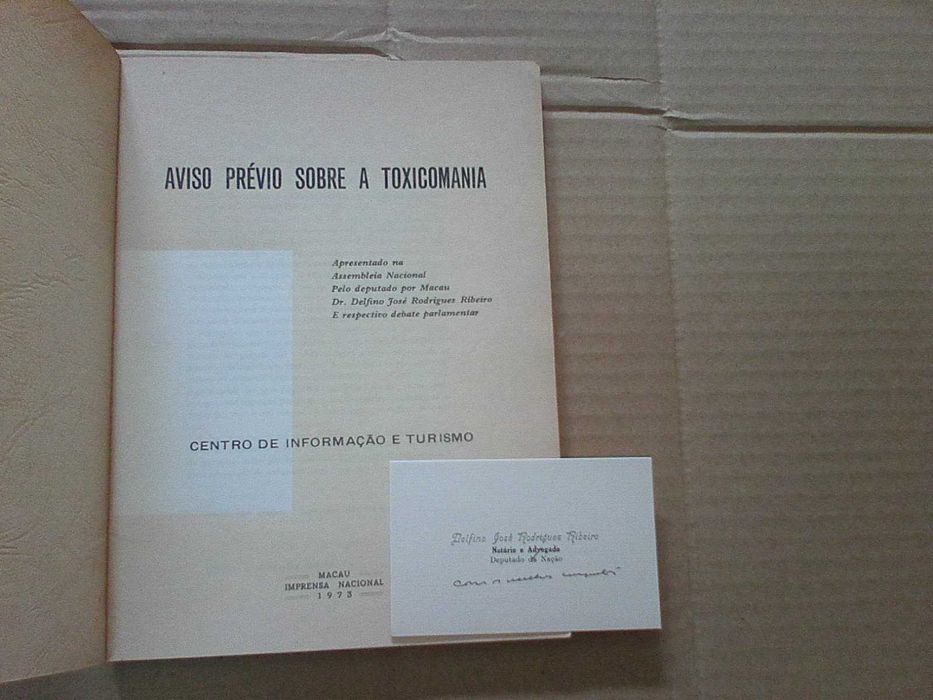 AVISO PRÉVIO SOBRE A TOXICOMANIA
Apresentado na
Assembleia Nacional
Pelo deputado por Macau
Dr. Delfino José Rodrigues Ribeiro
E respectivo debate parlamentar
CENTRO DE INFORMAÇÃO E TURISMO
MACAU
IMPRENSA NACIONAL
1973
Delfino José Rodrigues Ribeiro
Notário e Advogado
Deputado da Nação
com